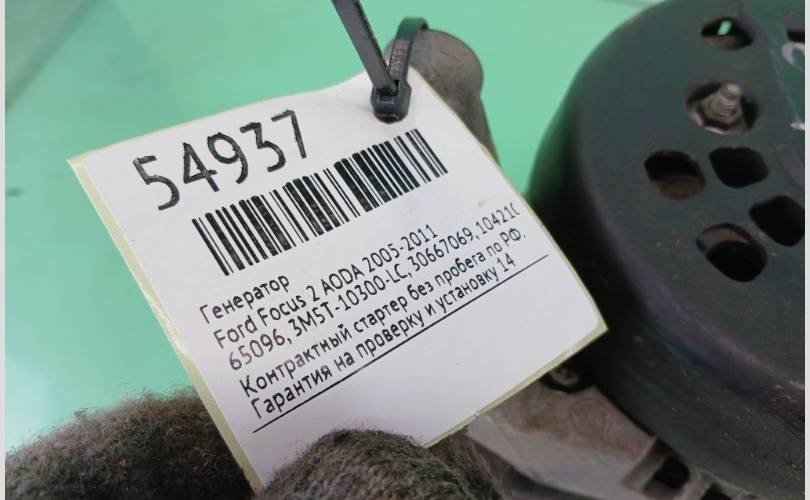 54937
Генератор
Ford Focus 2 AODA 2005-2011
65096, 3M5T-10300-LC, 30667069, 104210
Контрактный стартер без пробега по РФ.
Гарантия на проверку и установку 14